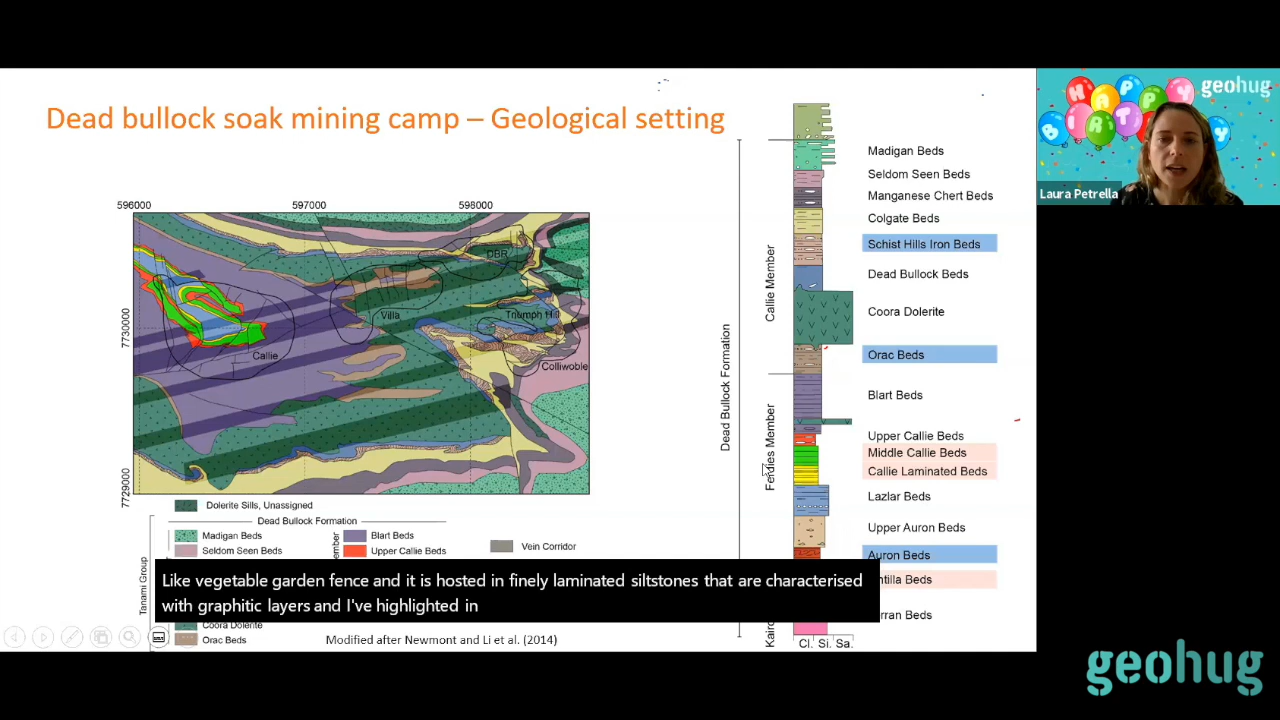 geohug
HAPPY
BIRTY
Laura Petrella
Dead bullock soak mining camp – Geological setting
596000
597000
598000
7730000
7729000
DBR
Villa
Triumph Hill
Callie
Colliwoble
Dolerite Sills, Unassigned
Dead Bullock Formation
Madigan Beds
Seldom Seen Beds
Blart Beds
Upper Callie Beds
Vein Corridor
Tanami Group
Coora Dolerite
Orac Beds
Modified after Newmont and Li et al. (2014)
Dead Bullock Formation
Callie Member
Ferdies Member
Madigan Beds
Seldom Seen Beds
Manganese Chert Beds
Colgate Beds
Schist Hills Iron Beds
Dead Bullock Beds
Coora Dolerite
Orac Beds
Blart Beds
Upper Callie Beds
Middle Callie Beds
Callie Laminated Beds
Lazlar Beds
Upper Auron Beds
Auron Beds
Beds
Beds
Cl. Si. Sa.
Like vegetable garden fence and it is hosted in finely laminated siltstones that are characterised
with graphitic layers and I've highlighted in
geohug